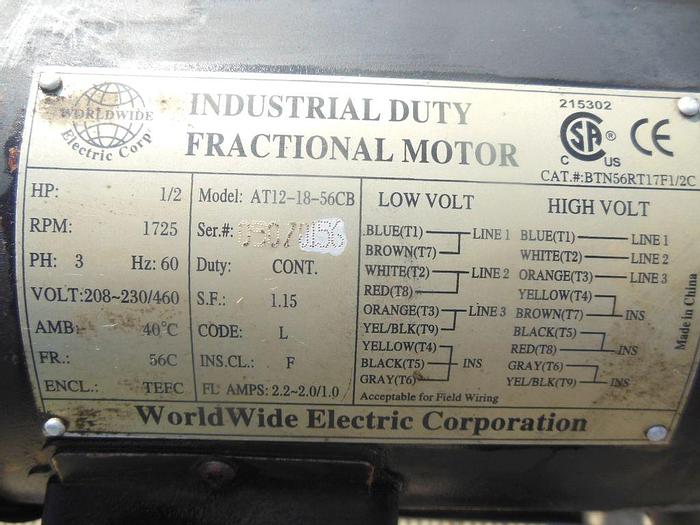 WORLDWIDE
Electric Corp
INDUSTRIAL DUTY
FRACTIONAL MOTOR
215302
SA®
C US
CE
CAT.#:BTN56RT17F1/2C
HP: 1/2
RPM: 1725
PH: 3 Hz: 60
VOLT:208~230/460
AMB: 40°C
FR.: 56C
ENCL.: TEFC
Model: AT12-18-56CB
Ser.#:
Duty: CONT.
S.F.: 1.15
CODE: L
INS.CL.: F
FL AMPS: 2.2~2.0/1.0
LOW VOLT
BLUE(T1) LINE 1
BROWN(T7)
WHITE(T2) LINE 2
RED(T8)
ORANGE(T3) LINE 3
YEL/BLK(T9)
YELLOW(T4)
BLACK(T5) INS
GRAY(T6)
Acceptable for Field Wiring
HIGH VOLT
BLUE(T1) LINE 1
WHITE(T2) LINE 2
ORANGE(T3) LINE 3
YELLOW(T4)
BROWN(T7) INS
BLACK(T5)
RED(T8) INS
GRAY(T6)
YEL/BLK(T9) INS
Made in China
WorldWide Electric Corporation